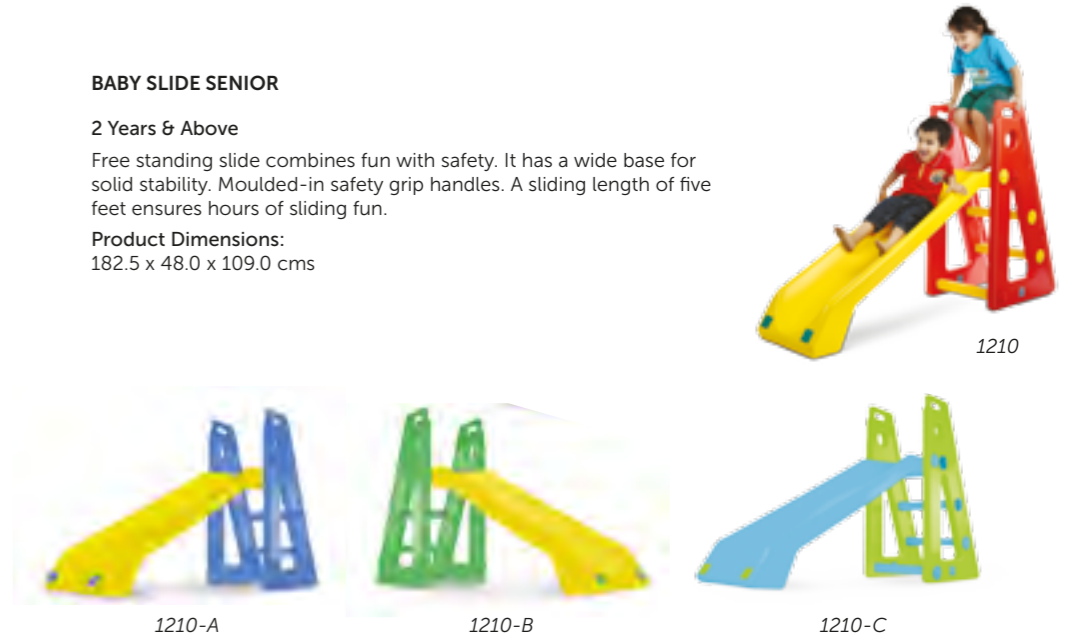 BABY SLIDE SENIOR
2 Years & Above
Free standing slide combines fun with safety. It has a wide base for
solid stability. Moulded-in safety grip handles. A sliding length of five
feet ensures hours of sliding fun.
Product Dimensions:
182.5 x 48.0 x 109.0 cms
1210
1210-A
1210-B
1210-C